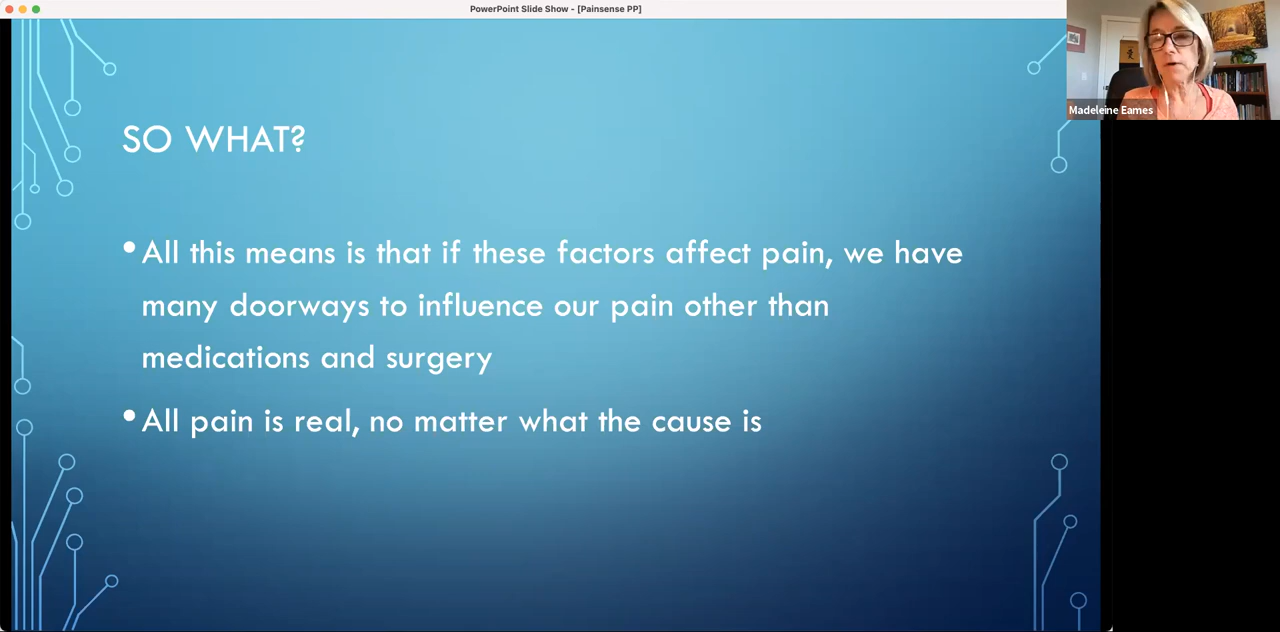 PowerPoint Slide Show - [Painsense PP]
Madeleine Eames
SO WHAT?
•All this means is that if these factors affect pain, we have
many doorways to influence our pain other than
medications and surgery
•All pain is real, no matter what the cause is